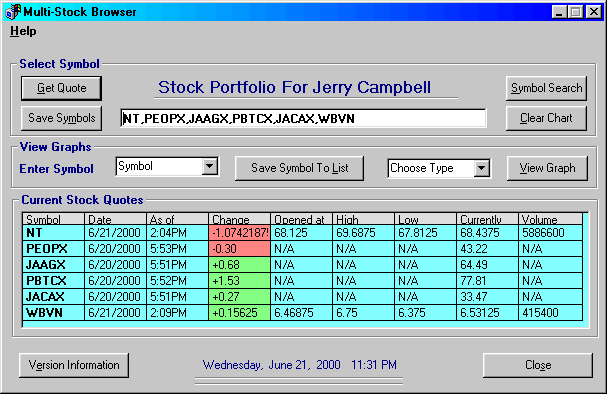 Multi-Stock Browser
Help
Select Symbol
Get Quote
Stock Portfolio For Jerry Campbell
Symbol Search
Save Symbols
NT,PEOPX,JAAGX,PBTCX,JACAX,WBVN
Clear Chart
View Graphs
Enter Symbol
Symbol
Save Symbol To List
Choose Type
View Graph
Current Stock Quotes
Symbol Date As of Change Opened at High Low Currently Volume
NT 6/21/2000 2:04PM -1.0742187! 68.125 69.6875 67.8125 68.4375 5886600
PEOPX 6/20/2000 5:53PM -0.30 N/A N/A N/A 43.22 N/A
JAAGX 6/20/2000 5:51PM +0.68 N/A N/A N/A 64.49 N/A
PBTCX 6/20/2000 5:52PM +1.53 N/A N/A N/A 77.81 N/A
JACAX 6/20/2000 5:51PM +0.27 N/A N/A N/A 33.47 N/A
WBVN 6/21/2000 2:09PM +0.15625 6.46875 6.75 6.375 6.53125 415400
Version Information
Wednesday, June 21, 2000 11:31 PM
Close